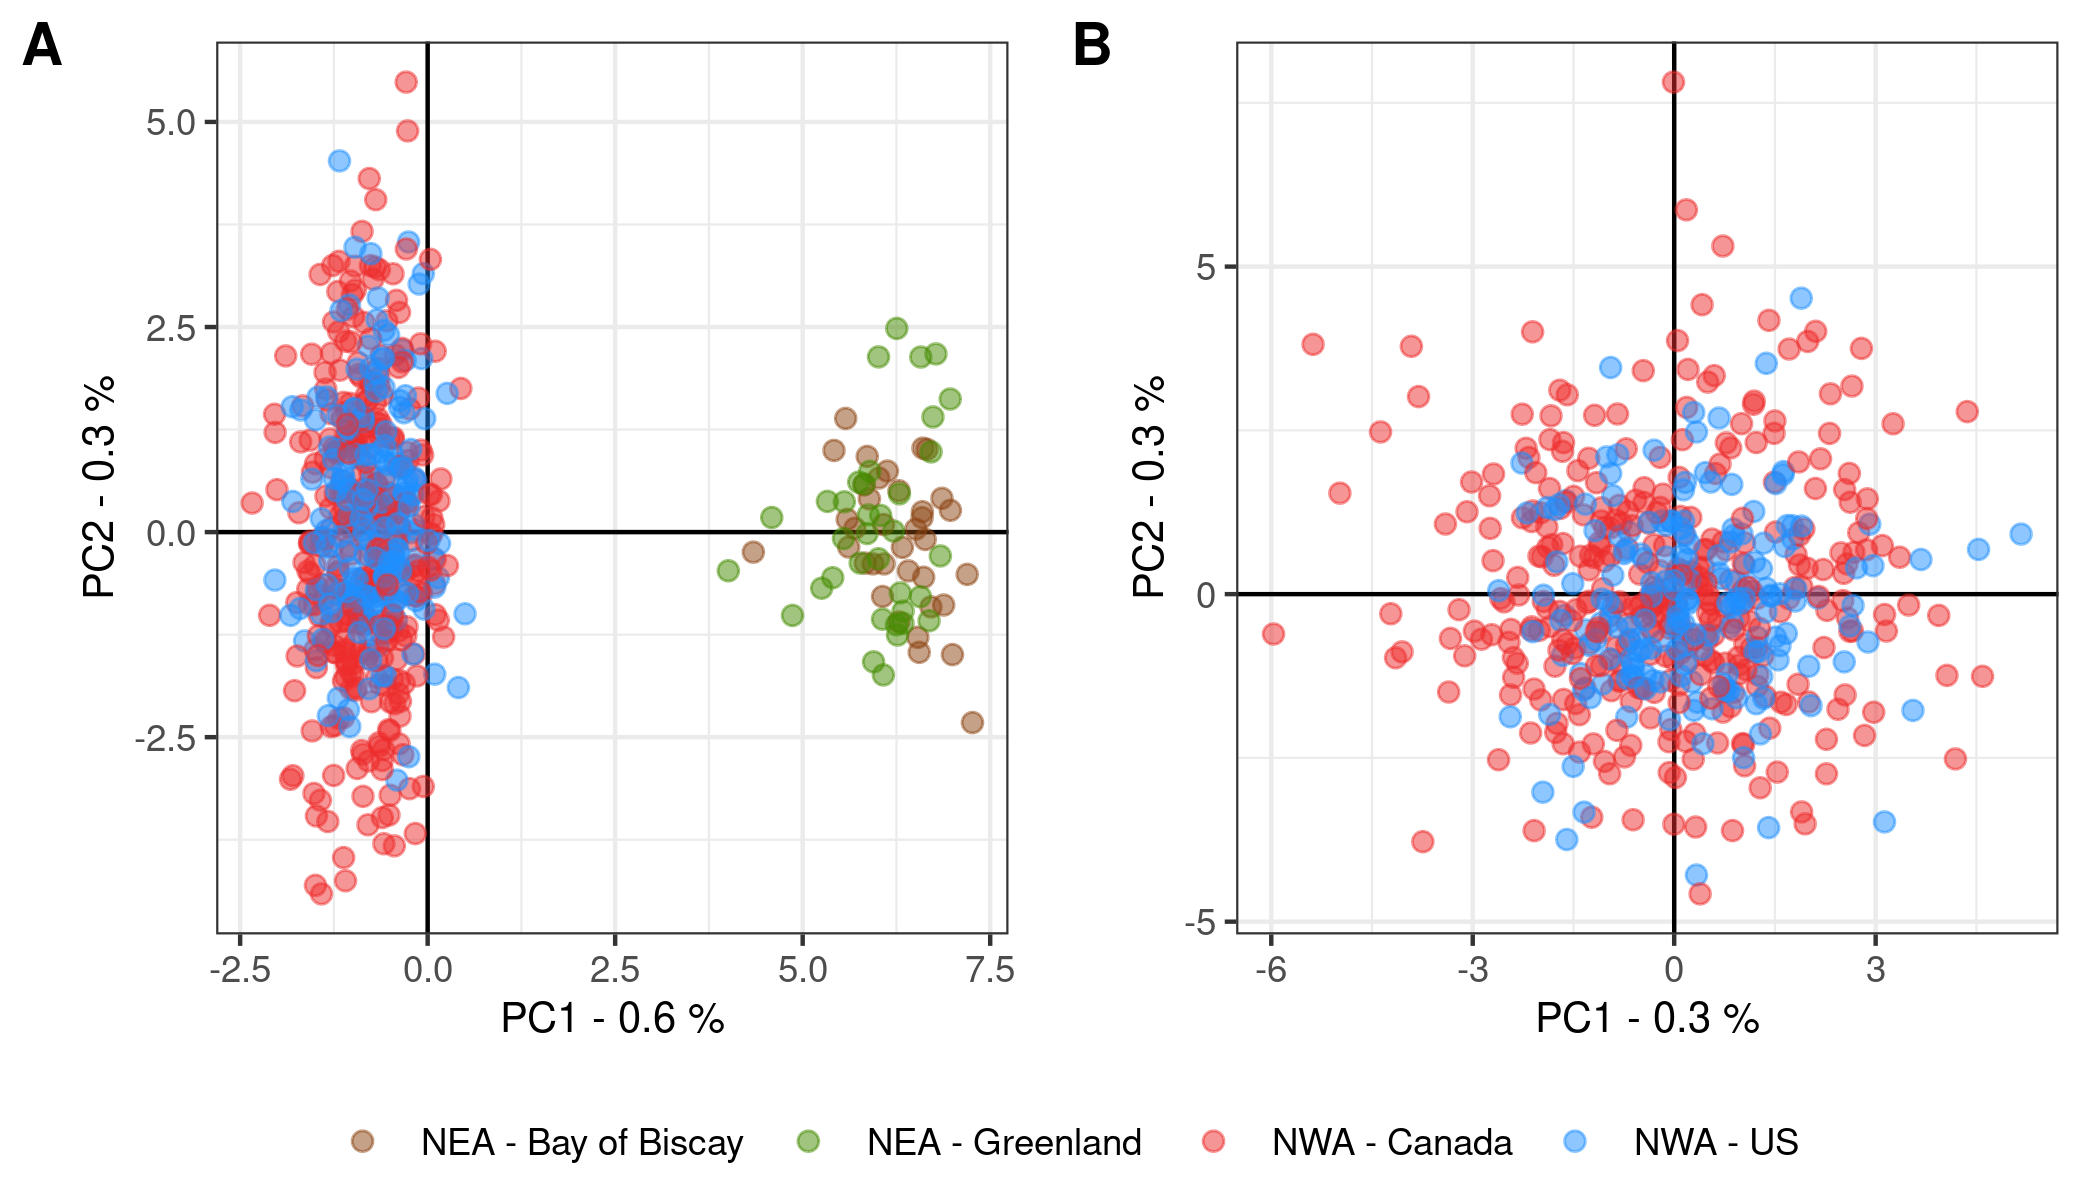 A
B
5.0
2.5
0.0
-2.5
PC2 - 0.3 %
-2.5 0.0 2.5 5.0 7.5
PC1 - 0.6 %
5
0
-5
PC2 - 0.3 %
-6 -3 0 3
PC1 - 0.3 %
NEA - Bay of Biscay NEA - Greenland NWA - Canada NWA - US